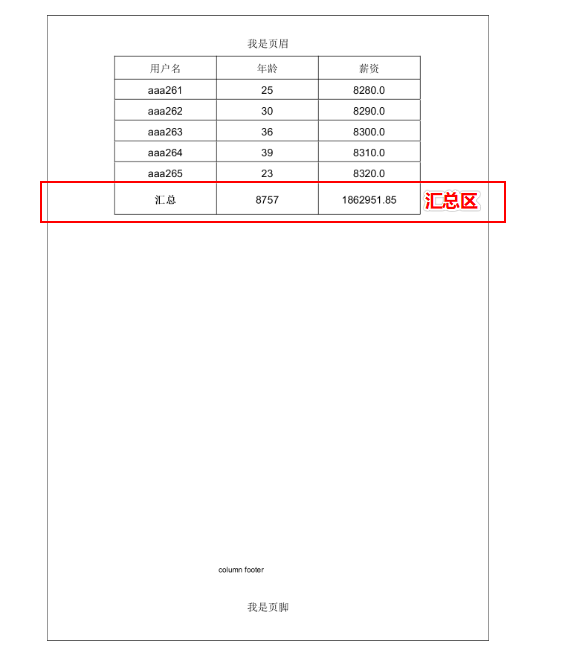 我是页眉
用户名 年龄 薪资
aaa261 25 8280.0
aaa262 30 8290.0
aaa263 36 8300.0
aaa264 39 8310.0
aaa265 23 8320.0
汇总 8757 1862951.85 汇总区
column footer
我是页脚